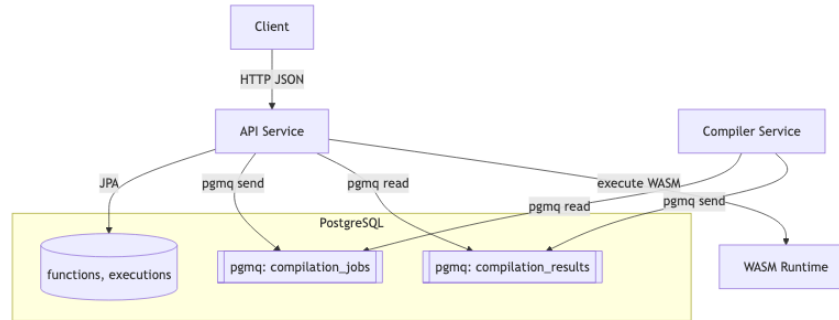 Client
HTTP JSON
API Service
Compiler Service
JPA
pgmq send
pgmq read
execute WASM
pgmq read
pgmq send
PostgreSQL
functions, executions
pgmq: compilation_jobs
pgmq: compilation_results
WASM Runtime